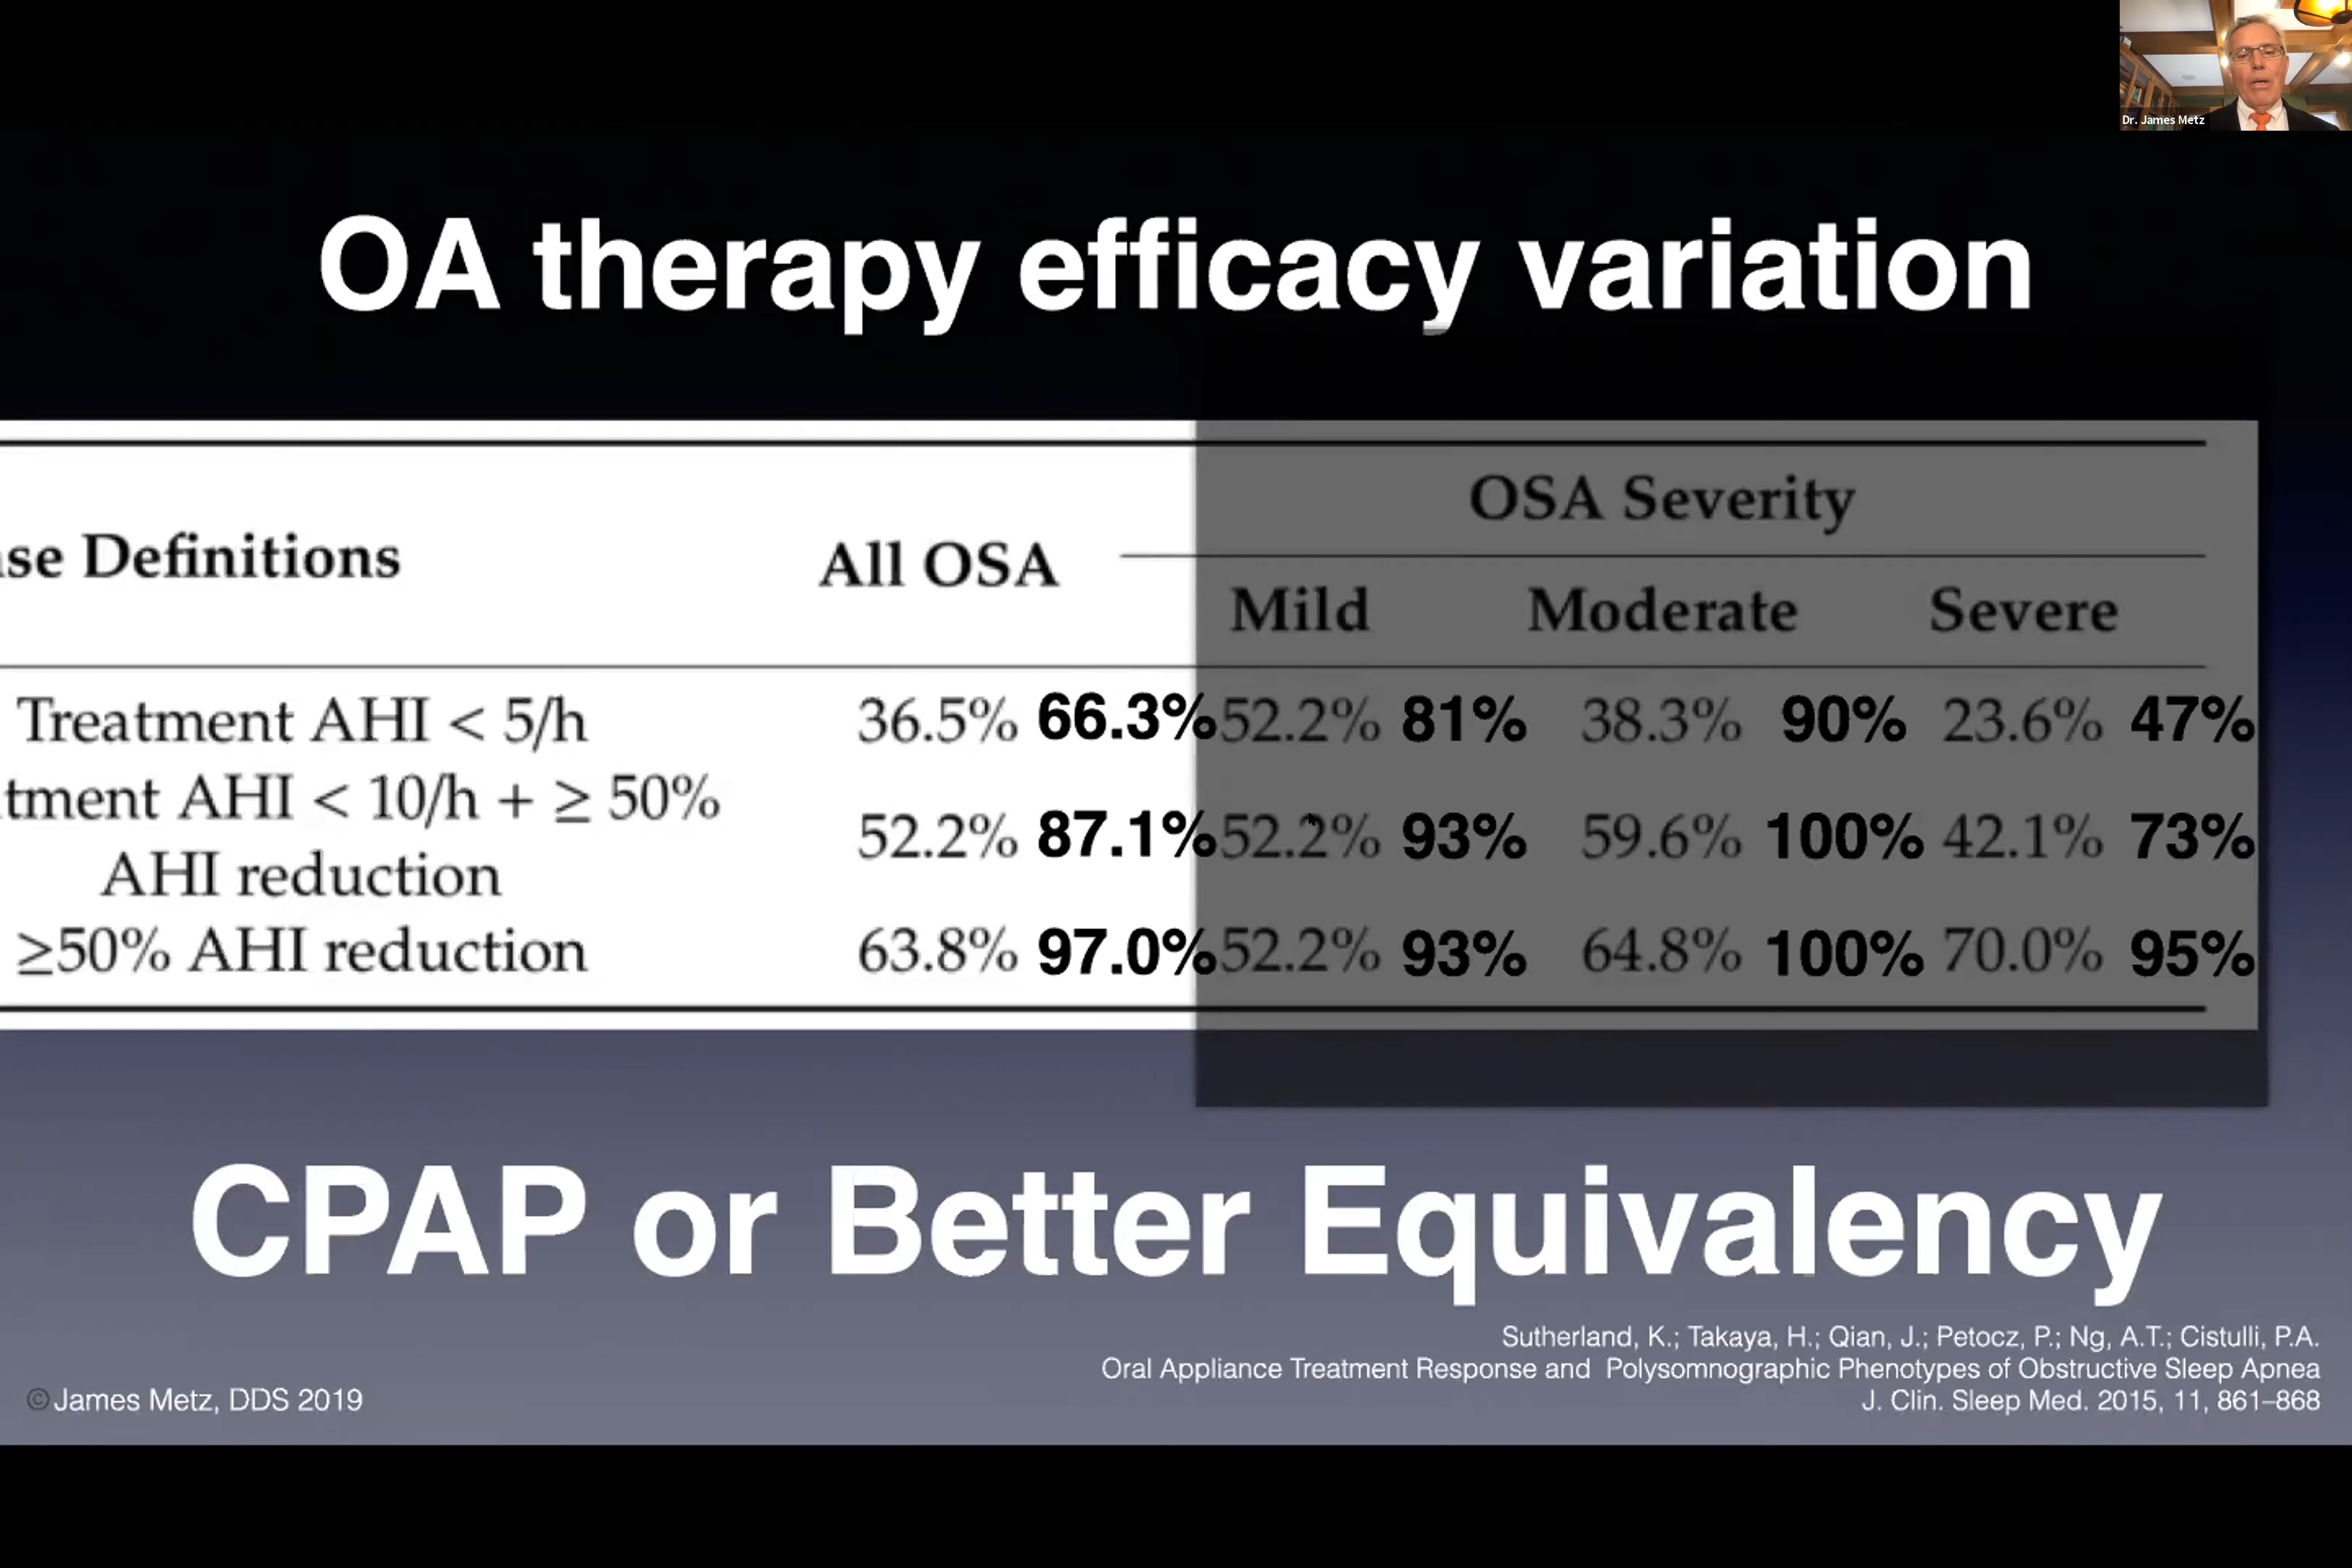 Dr. James Metz
OA therapy efficacy variation
OSA Severity
se Definitions All OSA
Mild Moderate Severe
Treatment AHI < 5/h 36.5% 66.3% 52.2% 81% 38.3% 90% 23.6% 47%
tment AHI < 10/h + ≥ 50%
AHI reduction 52.2% 87.1% 52.2% 93% 59.6% 100% 42.1% 73%
≥50% AHI reduction 63.8% 97.0% 52.2% 93% 64.8% 100% 70.0% 95%
CPAP or Better Equivalency
Sutherland, K.; Takaya, H.; Qian, J.; Petocz, P.; Ng, A.T.; Cistulli, P.A.
Oral Appliance Treatment Response and Polysomnographic Phenotypes of Obstructive Sleep Apnea
J. Clin. Sleep Med. 2015, 11, 861–868
©James Metz, DDS 2019